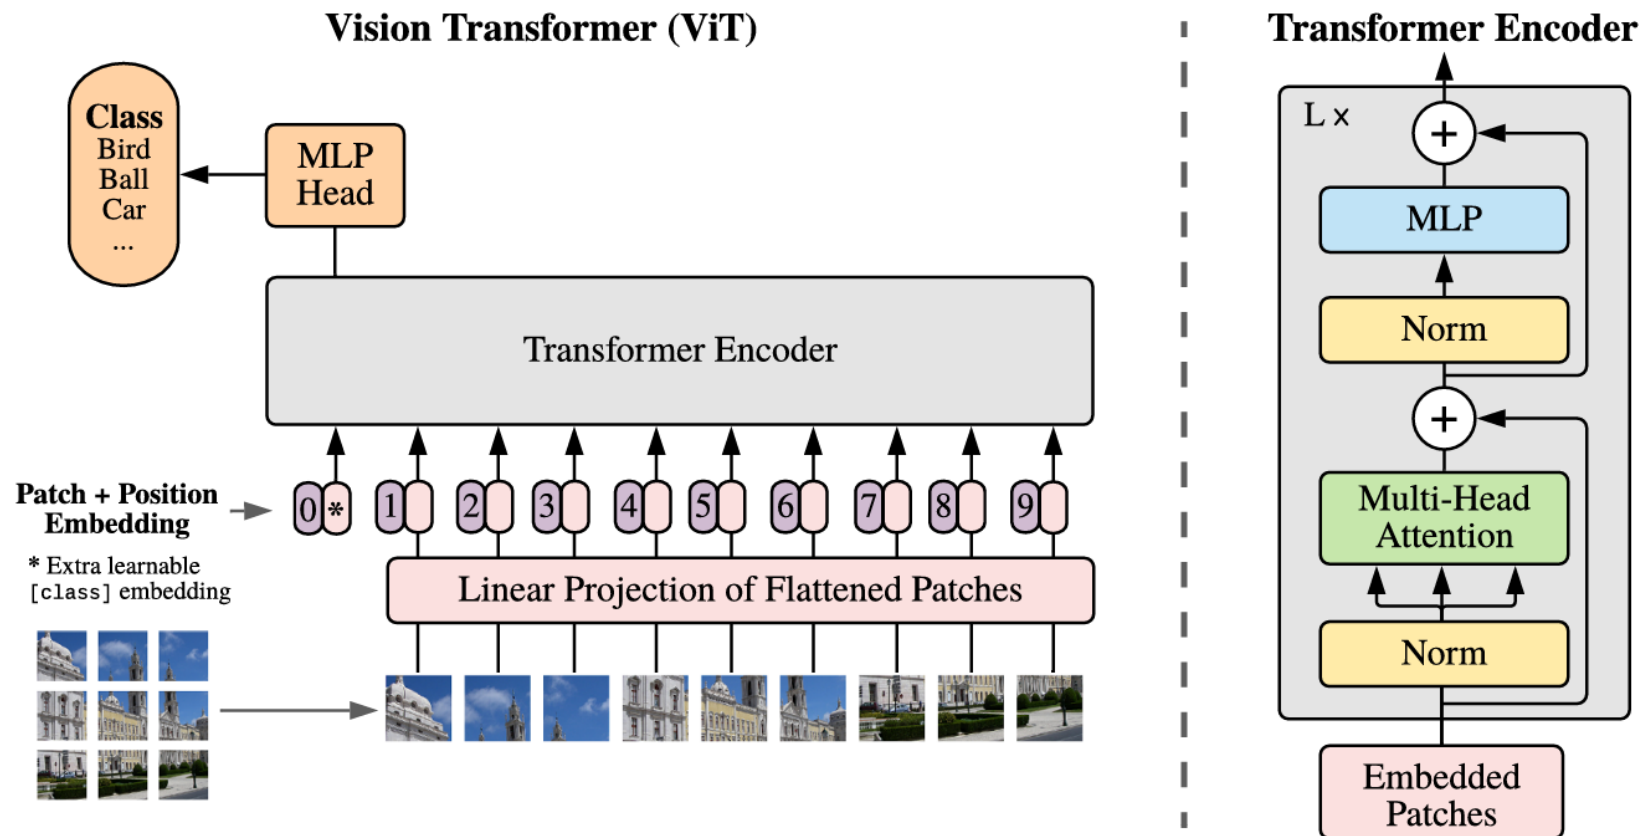 Vision Transformer (ViT)
Class
Bird
Ball
Car
...
MLP
Head
Transformer Encoder
Patch + Position
Embedding
0 * 1 2 3 4 5 6 7 8 9
* Extra learnable
[class] embedding
Linear Projection of Flattened Patches
Transformer Encoder
L x
+
MLP
Norm
+
Multi-Head
Attention
Norm
Embedded
Patches